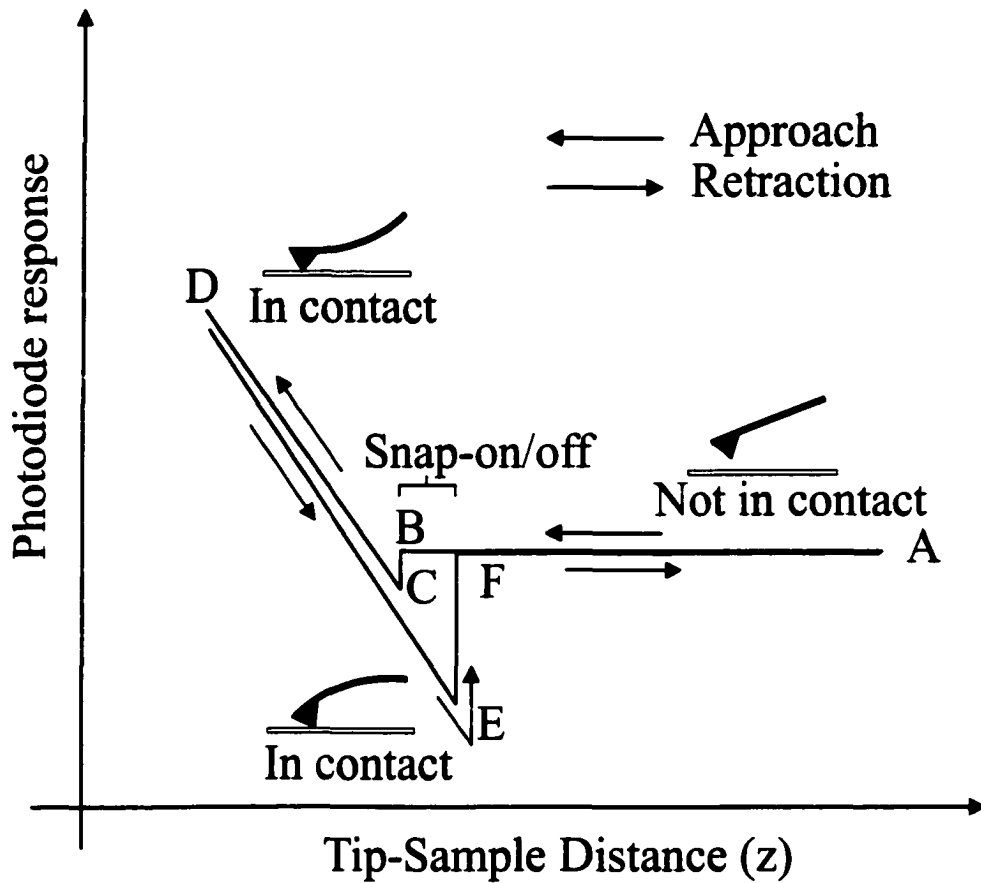 Photodiode response
Approach
Retraction
D
In contact
Snap-on/off
Not in contact
B
A
C
F
E
In contact
Tip-Sample Distance (z)